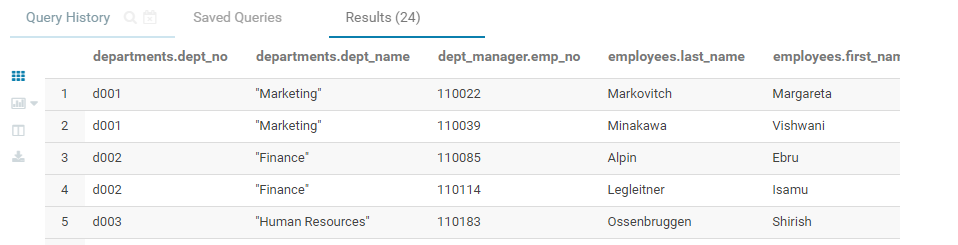 Query History Saved Queries Results (24)
departments.dept_no departments.dept_name dept_manager.emp_no employees.last_name employees.first_nam
1 d001 "Marketing" 110022 Markovitch Margareta
2 d001 "Marketing" 110039 Minakawa Vishwani
3 d002 "Finance" 110085 Alpin Ebru
4 d002 "Finance" 110114 Legleitner Isamu
5 d003 "Human Resources" 110183 Ossenbruggen Shirish